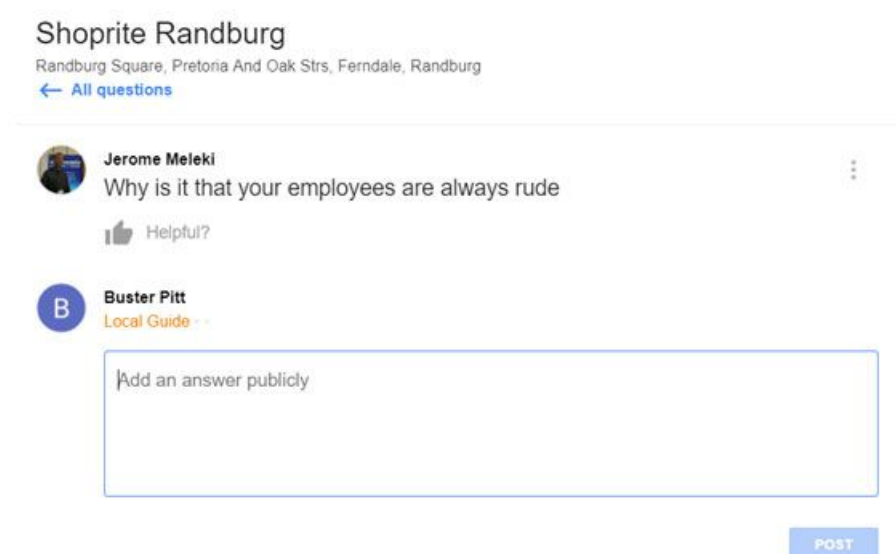 Shoprite Randburg
Randburg Square, Pretoria And Oak Strs, Ferndale, Randburg
← All questions
Jerome Meleki
Why is it that your employees are always rude
Helpful?
B
Buster Pitt
Local Guide
Add an answer publicly
POST